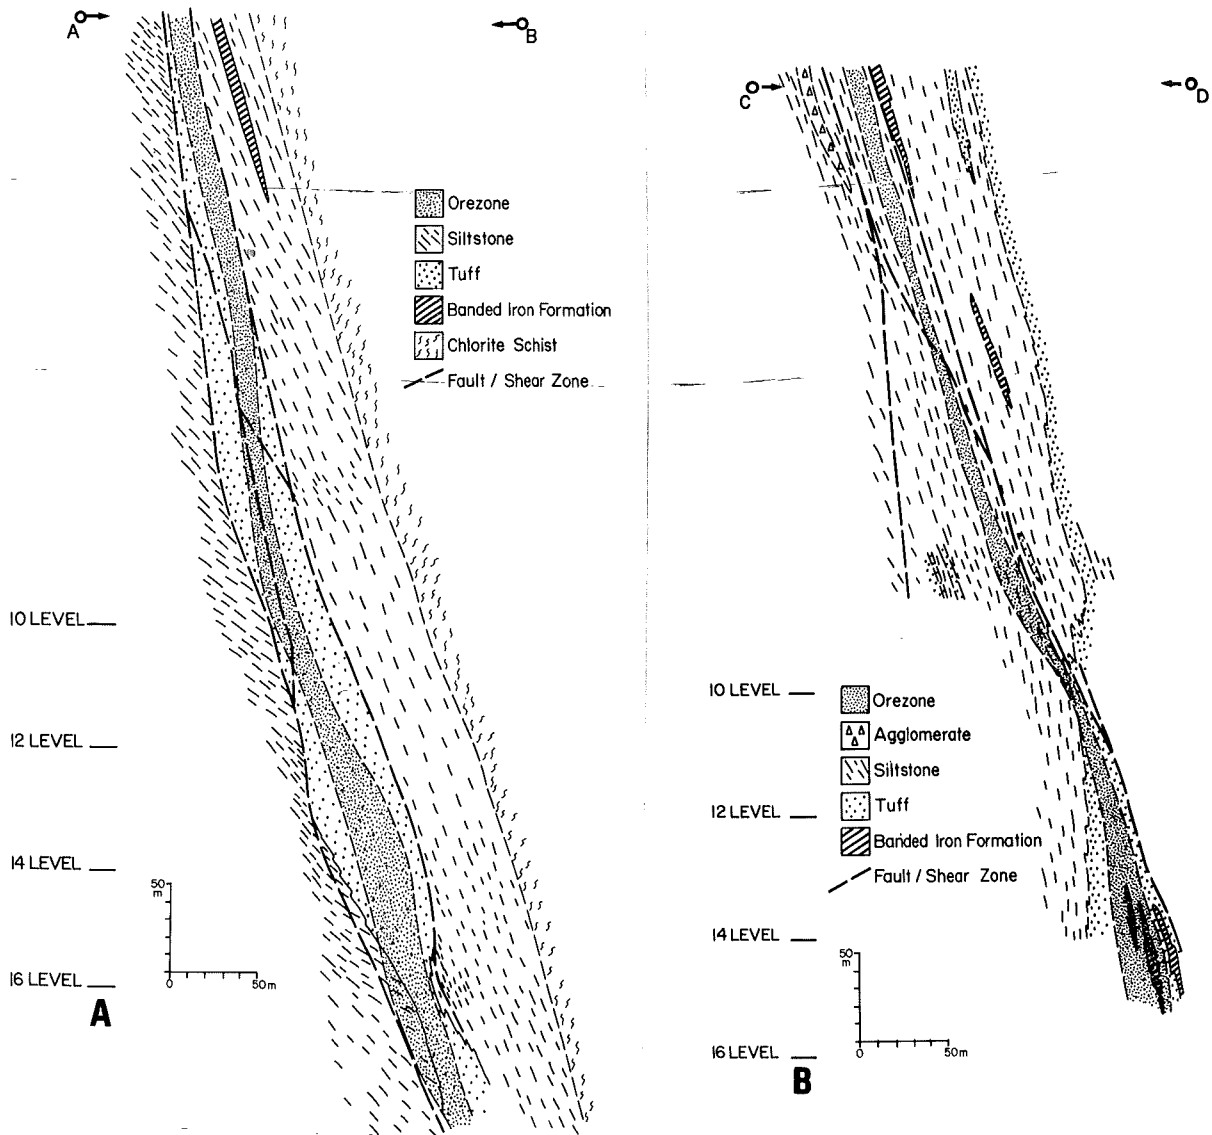 A
B
Orezone
Siltstone
Tuff
Banded Iron Formation
Chlorite Schist
Fault / Shear Zone
10 LEVEL
12 LEVEL
14 LEVEL
16 LEVEL
50
m
0
50m
A
C
D
Orezone
Agglomerate
Siltstone
Tuff
Banded Iron Formation
Fault / Shear Zone
10 LEVEL
12 LEVEL
14 LEVEL
16 LEVEL
50
m
0
50m
B